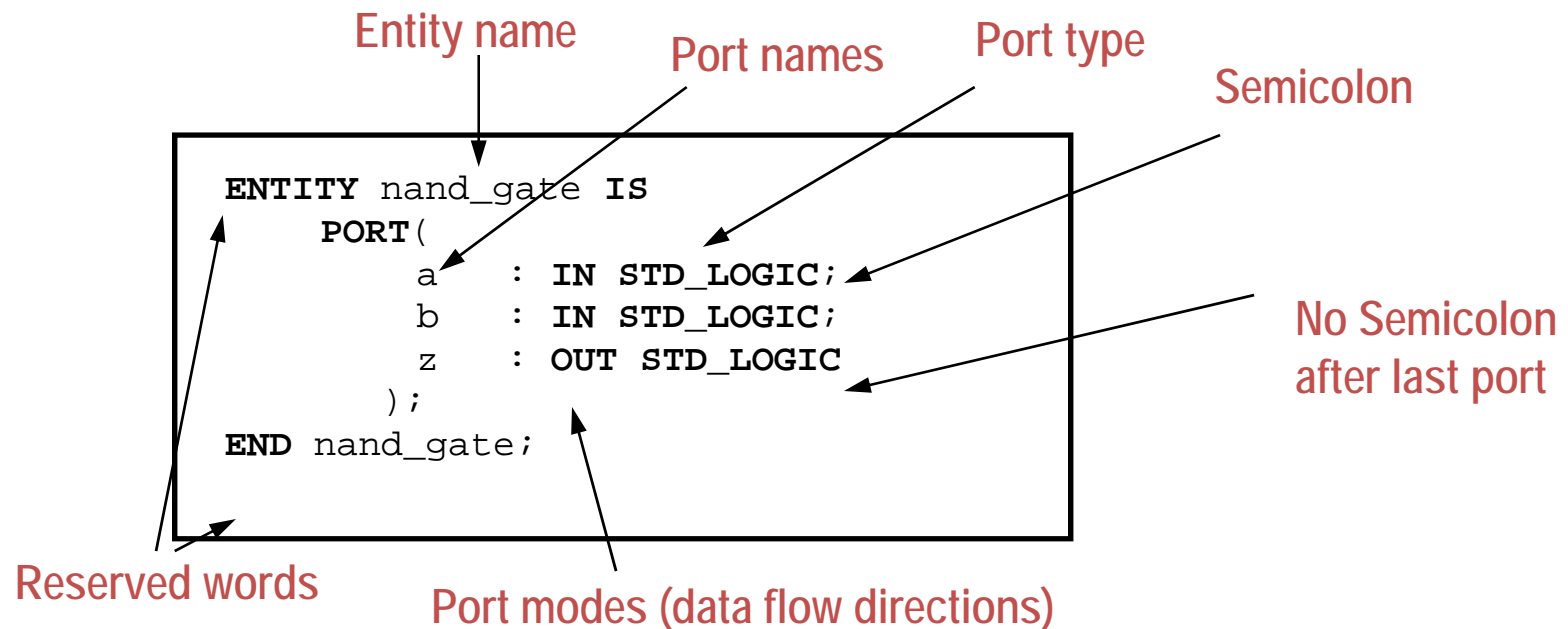 Entity name
Port names
Port type
Semicolon
ENTITY nand_gate IS
PORT(
a : IN STD_LOGIC;
b : IN STD_LOGIC;
z : OUT STD_LOGIC
);
END nand_gate;
No Semicolon
after last port
Reserved words
Port modes (data flow directions)